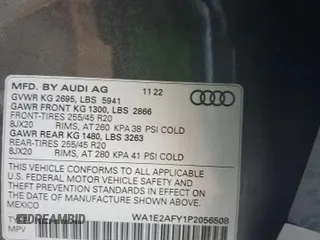 MFD. BY AUDI AG 11 22
GVWR KG 2695, LBS 5941
GAWR FRONT KG 1300, LBS 2866
FRONT-TIRES 255/45 R20
8JX20 RIMS, AT 260 KPA 38 PSI COLD
GAWR REAR KG 1480, LBS 3263
REAR-TIRES 255/45 R20
8JX20 RIMS, AT 280 KPA 41 PSI COLD
THIS VEHICLE CONFORMS TO ALL APPLICABLE
U.S. FEDERAL MOTOR VEHICLE SAFETY AND
THEFT PREVENTION STANDARDS IN EFFECT ON
THE DATE OF MANUFACTURE SHOWN ABOVE.
MEXICO
WA1E2AFY1P2056508
MPV
DREAMBID